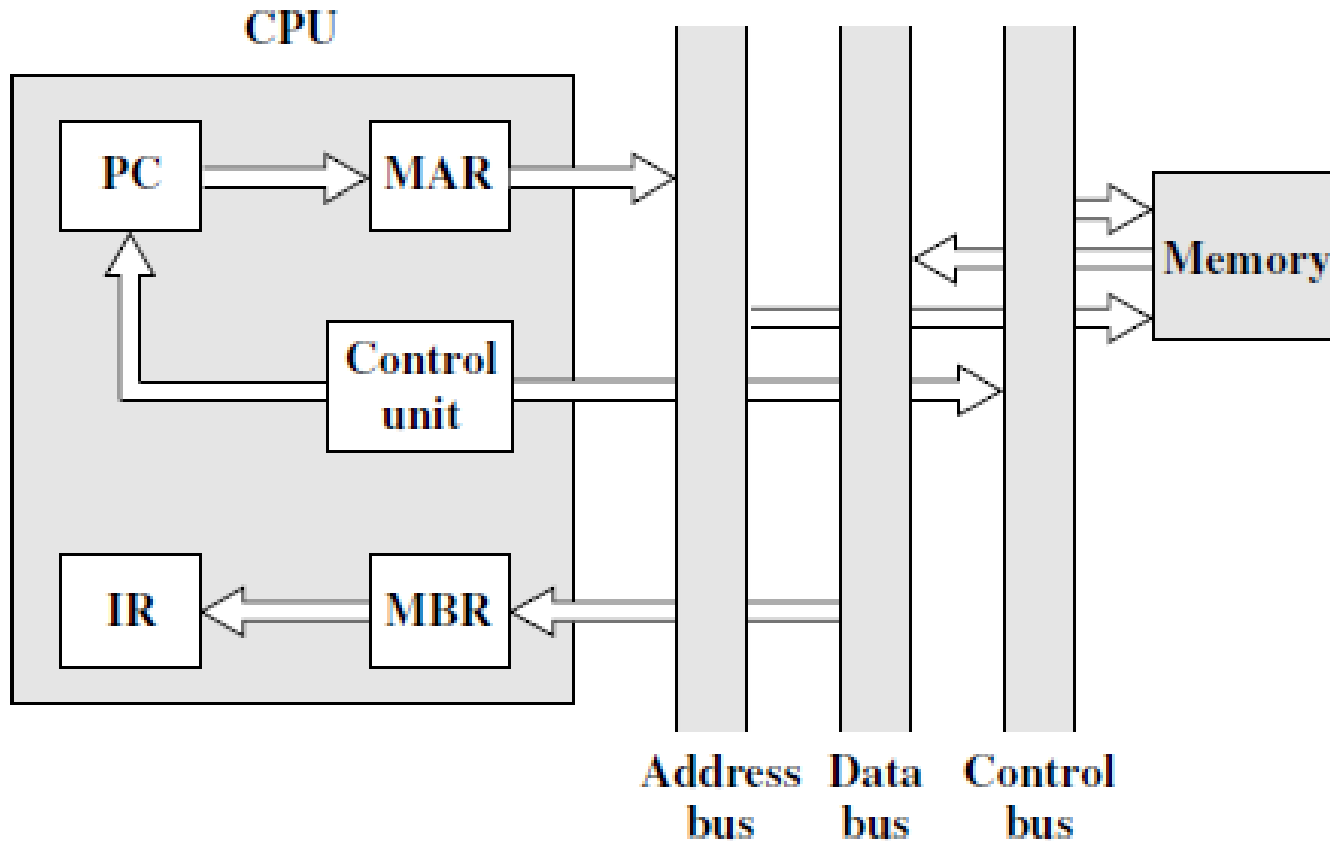 CPU
PC
MAR
Memory
Control
unit
IR
MBR
Address
bus
Data
bus
Control
bus